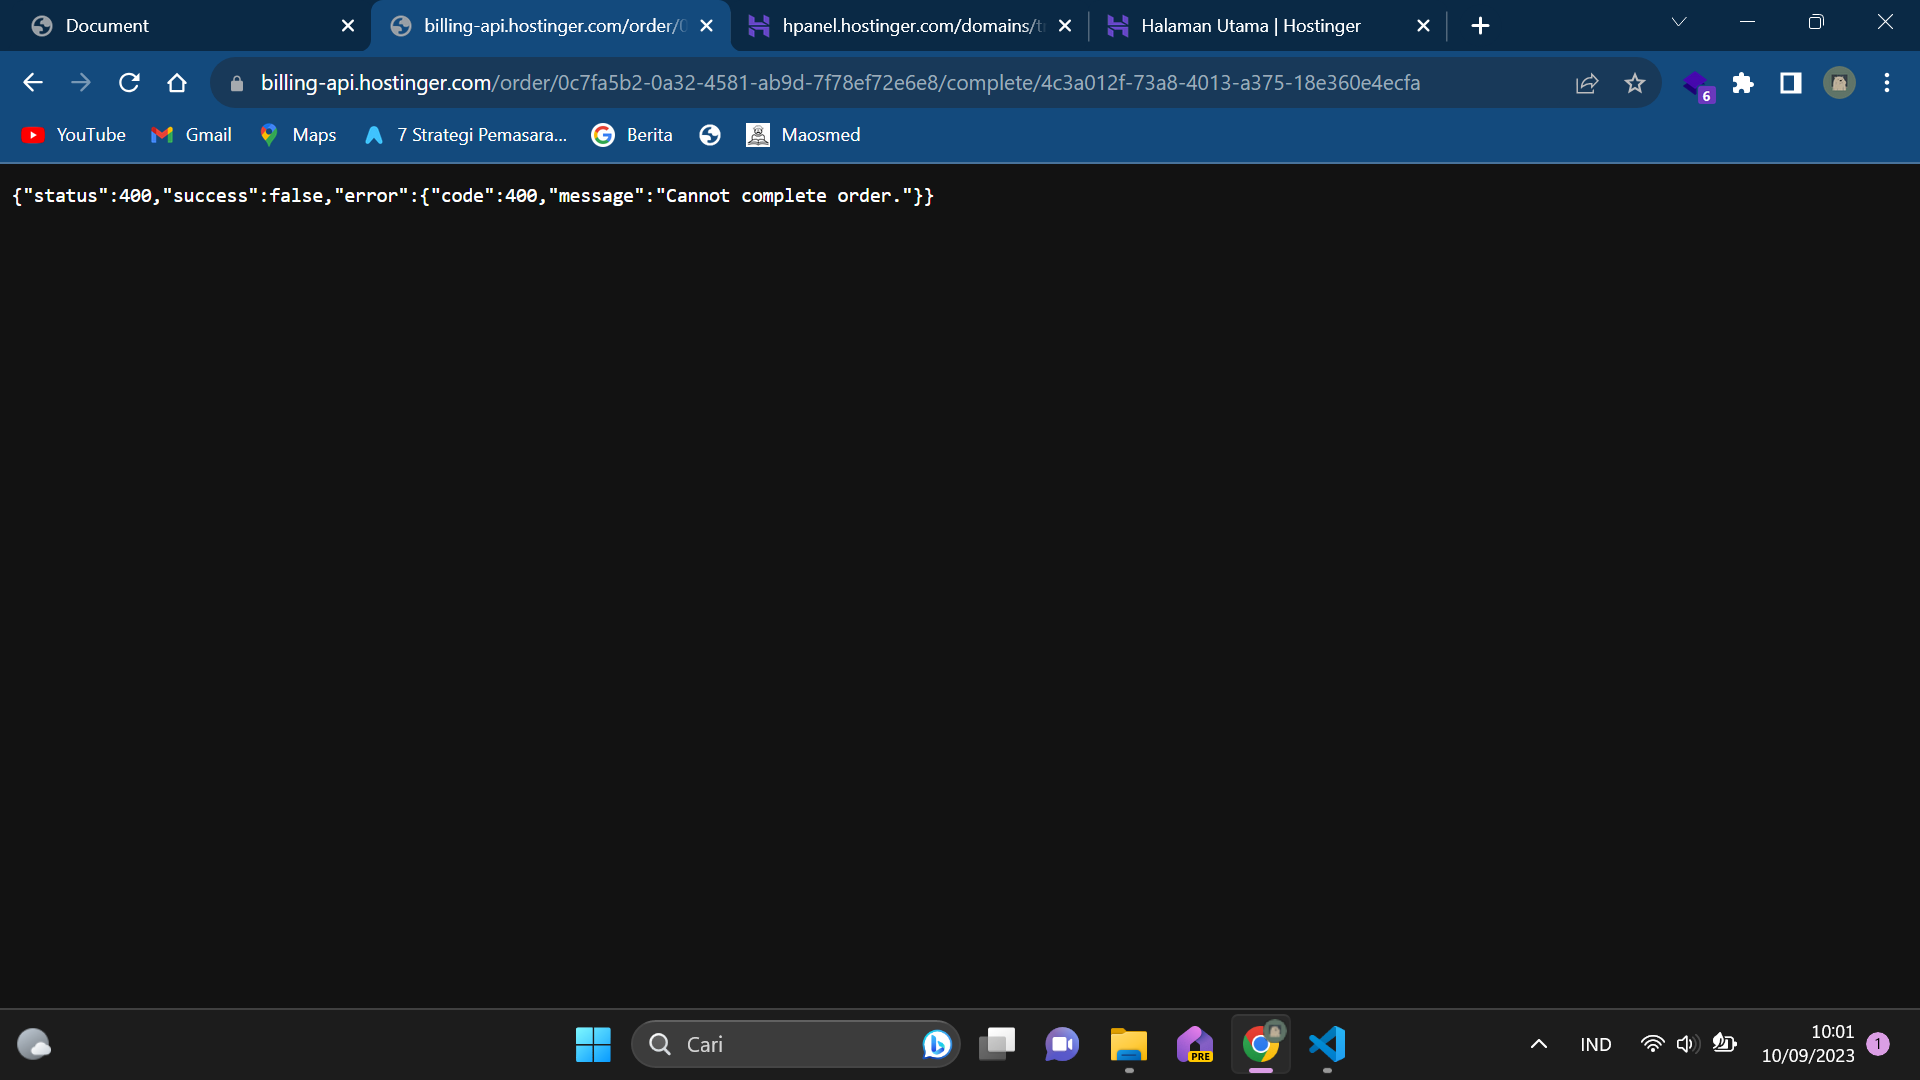 Document
billing-api.hostinger.com/order/0
hpanel.hostinger.com/domains/t
Halaman Utama | Hostinger
billing-api.hostinger.com/order/0c7fa5b2-0a32-4581-ab9d-7f78ef72e6e8/complete/4c3a012f-73a8-4013-a375-18e360e4ecfa
6
YouTube
Gmail
Maps
7 Strategi Pemasara...
Berita
Maosmed
{"status":400,"success":false,"error":{"code":400,"message":"Cannot complete order."}}
Cari
PRE
IND
10:01
10/09/2023
1